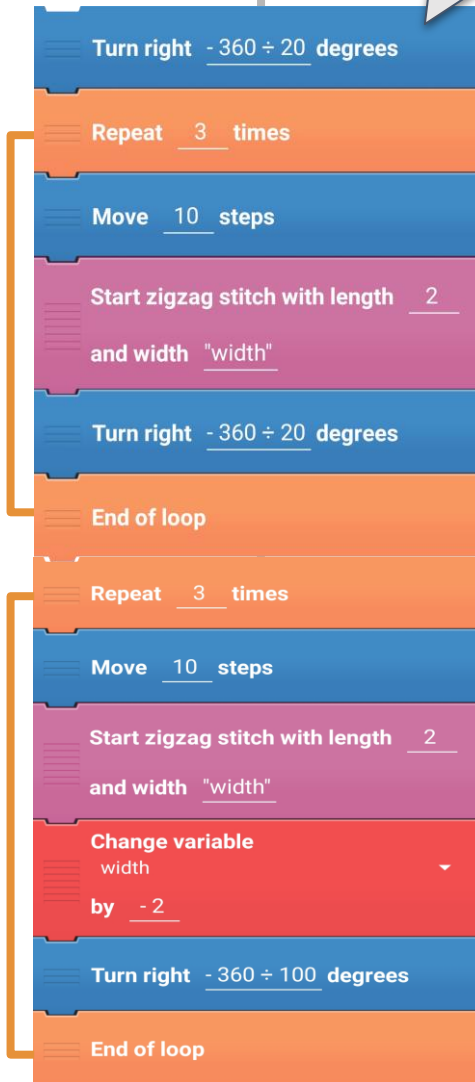 Turn right - 360 ÷ 20 degrees
Repeat 3 times
Move 10 steps
Start zigzag stitch with length 2
and width "width"
Turn right - 360 ÷ 20 degrees
End of loop
Repeat 3 times
Move 10 steps
Start zigzag stitch with length 2
and width "width"
Change variable
width
by - 2
Turn right - 360 ÷ 100 degrees
End of loop